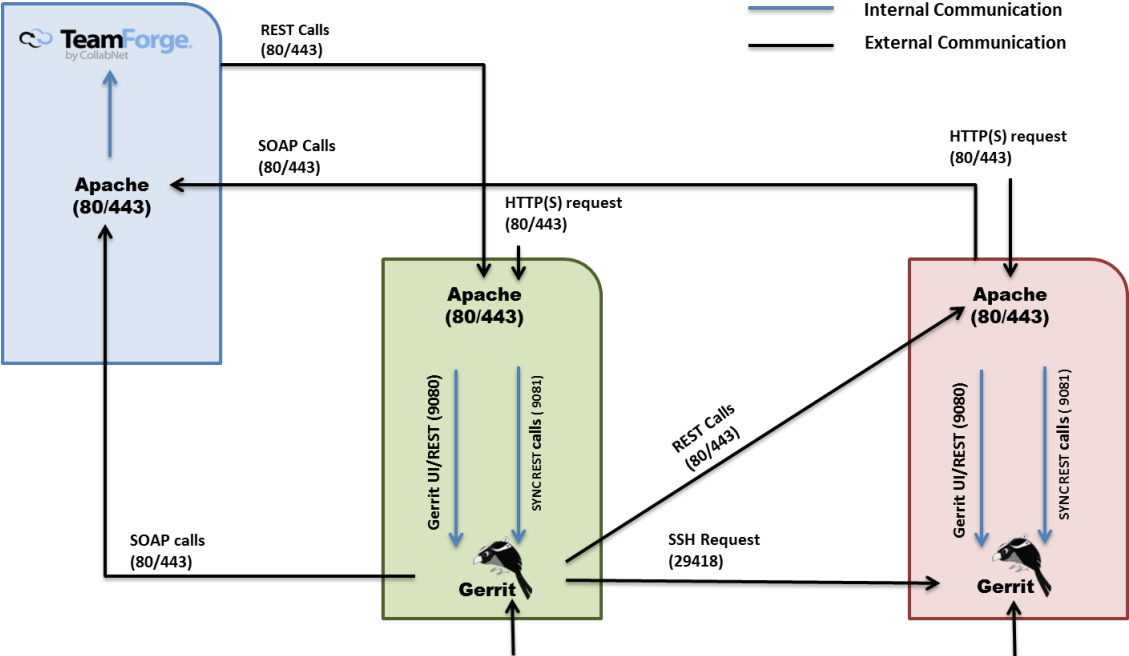 Internal Communication
External Communication
TeamForge.
by CollabNet
REST Calls
(80/443)
SOAP Calls
(80/443)
HTTP(S) request
(80/443)
Apache
(80/443)
HTTP(S) request
(80/443)
Apache
(80/443)
Apache
(80/443)
Gerrit UI/REST (9080)
SYNC REST calls ( 9081)
REST Calls
(80/443)
Gerrit UI/REST (9080)
SYNC REST calls ( 9081)
SOAP calls
(80/443)
SSH Request
(29418)
Gerrit
Gerrit